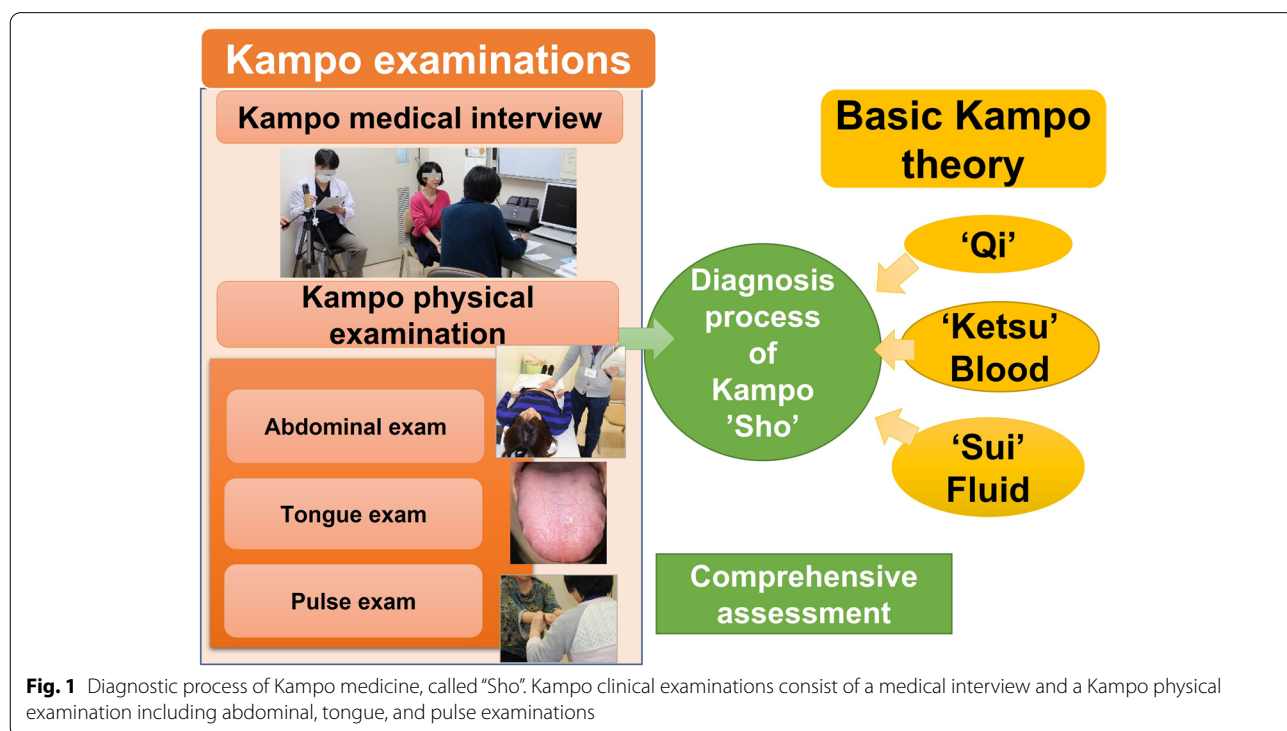 Kampo examinations
Kampo medical interview
Kampo physical
examination
Abdominal exam
Tongue exam
Pulse exam
Diagnosis
process
of
Kampo
’Sho’
Basic Kampo
theory
‘Qi’
‘Ketsu’
Blood
‘Sui’
Fluid
Comprehensive
assessment
Fig. 1 Diagnostic process of Kampo medicine, called “Sho”. Kampo clinical examinations consist of a medical interview and a Kampo physical
examination including abdominal, tongue, and pulse examinations